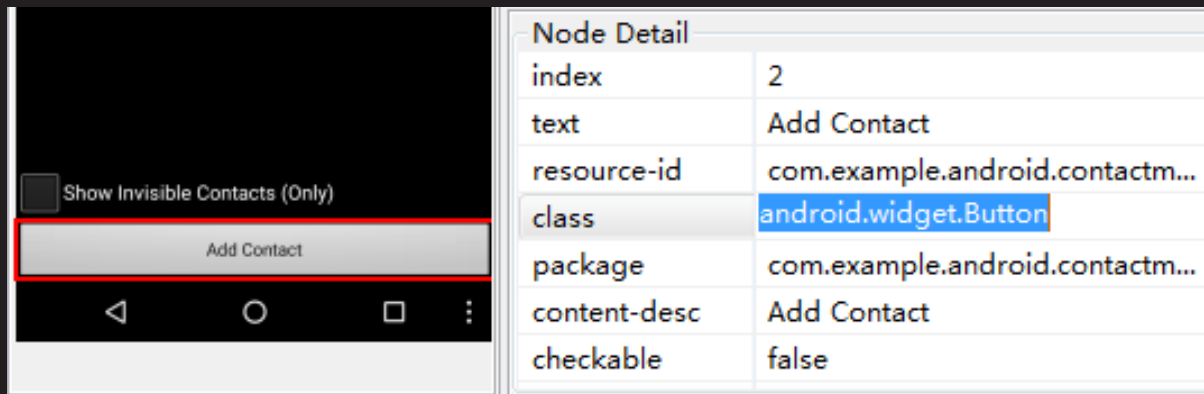 Show Invisible Contacts (Only)
Add Contact
Node Detail
index 2
text Add Contact
resource-id com.example.android.contactm...
class android.widget.Button
package com.example.android.contactm...
content-desc Add Contact
checkable false